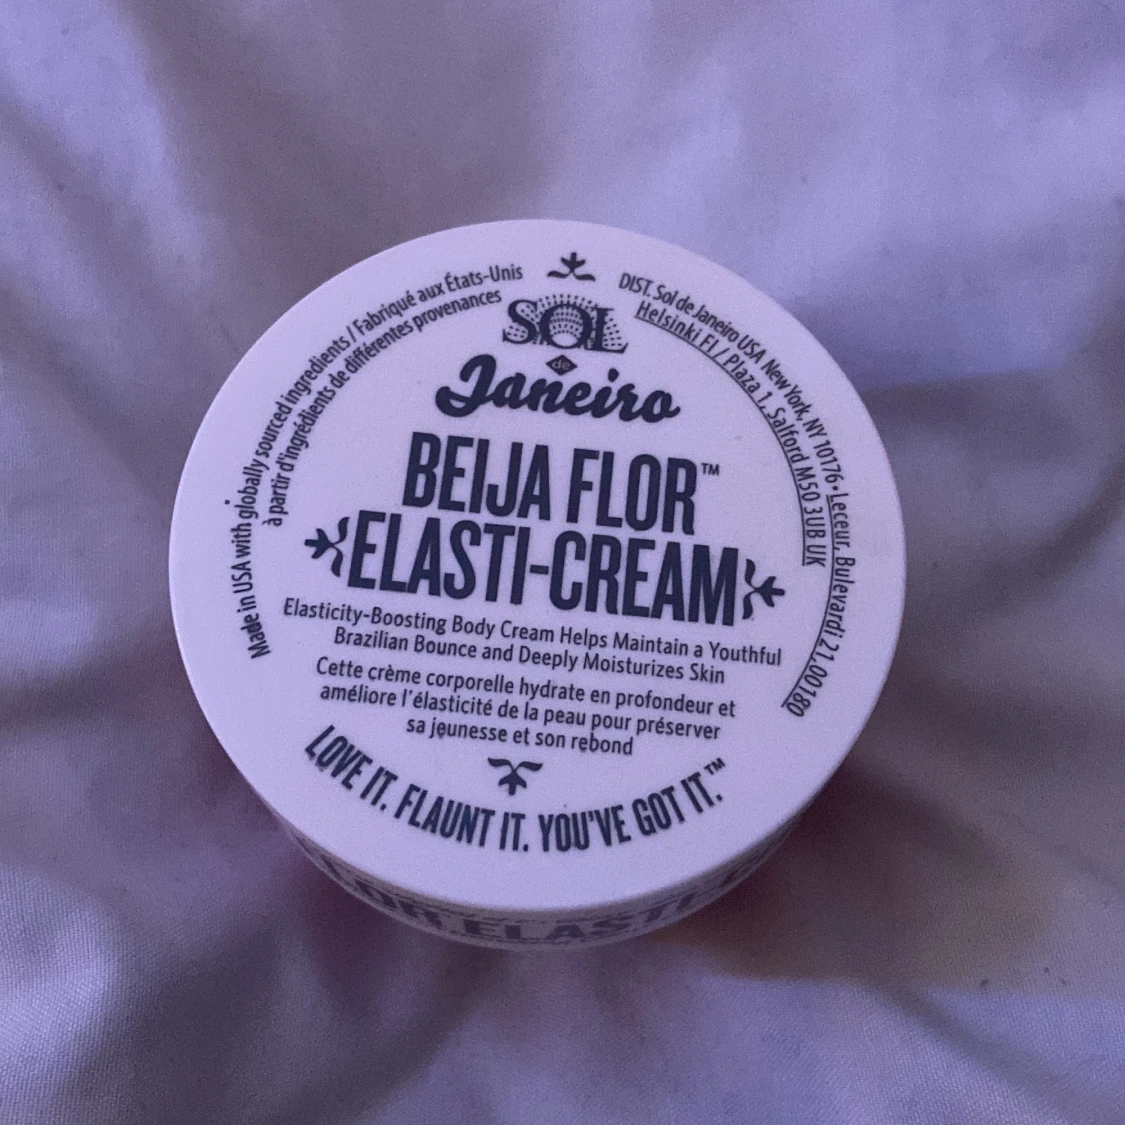 Made in USA with globally sourced ingredients / Fabriqué aux États-Unis
à partir d'ingrédients de différentes provenances
DIST. Sol de Janeiro USA New York, NY 10176 • Leceur, Bulevardi 21,00180
Helsinki FI / Plaza 1, Salford M50 3UB UK
SOL
de
Janeiro
BEIJA FLOR™
ELASTI-CREAM
Elasticity-Boosting Body Cream Helps Maintain a Youthful
Brazilian Bounce and Deeply Moisturizes Skin
Cette crème corporelle hydrate en profondeur et
améliore l'élasticité de la peau pour préserver
sa jeunesse et son rebond
LOVE IT. FLAUNT IT. YOU'VE GOT IT.™